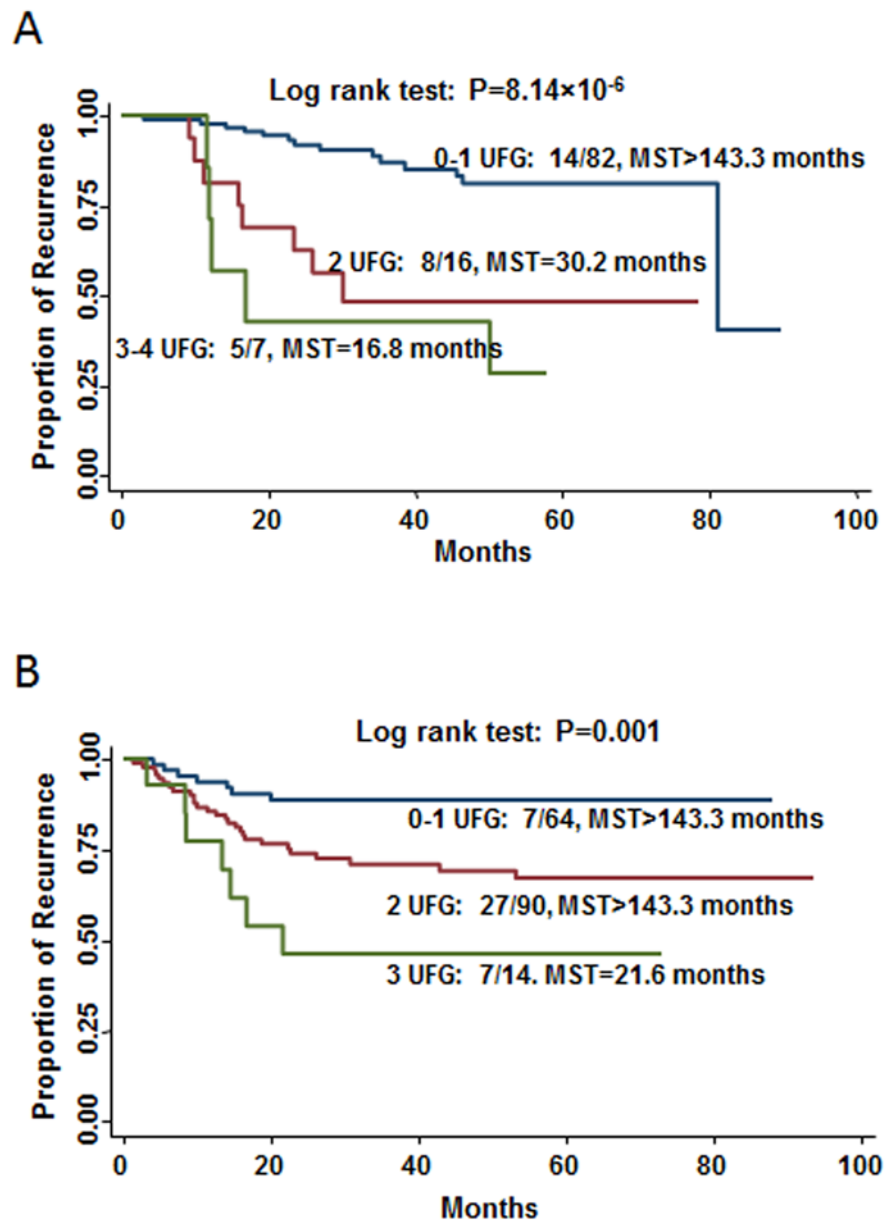 A
Log rank test: P=8.14×10⁻⁶
Proportion of Recurrence
1.00
0.75
0.50
0.25
0.00
0-1 UFG: 14/82, MST>143.3 months
2 UFG: 8/16, MST=30.2 months
3-4 UFG: 5/7, MST=16.8 months
0 20 40 60 80 100
Months
B
Log rank test: P=0.001
Proportion of Recurrence
1.00
0.75
0.50
0.25
0.00
0-1 UFG: 7/64, MST>143.3 months
2 UFG: 27/90, MST>143.3 months
3 UFG: 7/14. MST=21.6 months
0 20 40 60 80 100
Months